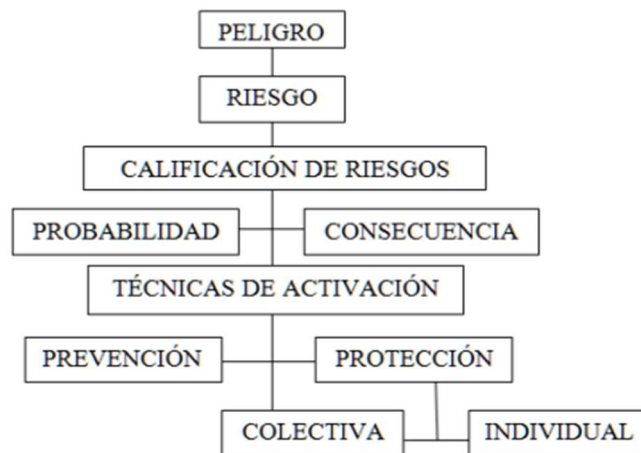 PELIGRO
RIESGO
CALIFICACIÓN DE RIESGOS
PROBABILIDAD
CONSECUENCIA
TÉCNICAS DE ACTIVACIÓN
PREVENCIÓN
PROTECCIÓN
COLECTIVA
INDIVIDUAL